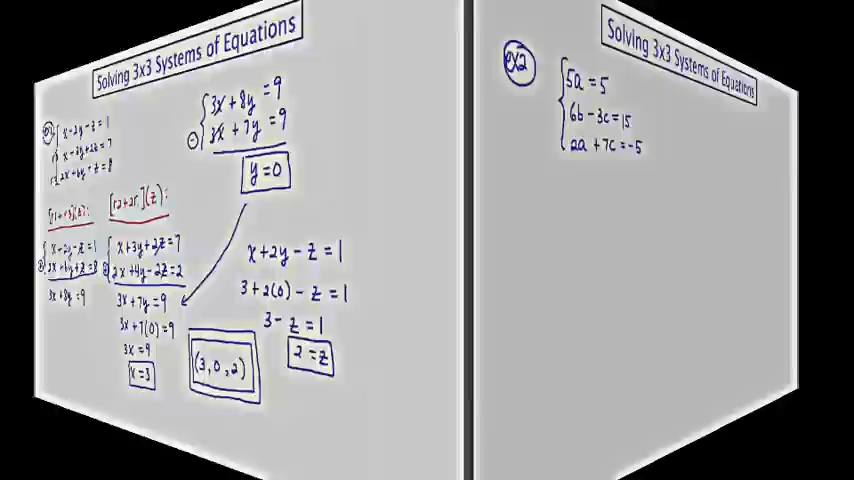 Solving 3x3 Systems of Equations
x+2y-z=1
x+3y+2z=7
2x+6y+z=8
[r1+r3](z):
x+2y-z=1
2x+6y+z=8
3x+8y=9
[r2+2r1](z):
x+3y+2z=7
2x+4y-2z=2
3x+7y=9
3x+7(0)=9
3x=9
x=3
3x+8y=9
3x+7y=9
y=0
x+2y-z=1
3+2(0)-z=1
3-z=1
2=z
(3,0,2)
Solving 3x3 Systems of Equations
ex2
5a=5
6b-3c=15
2a+7c=-5